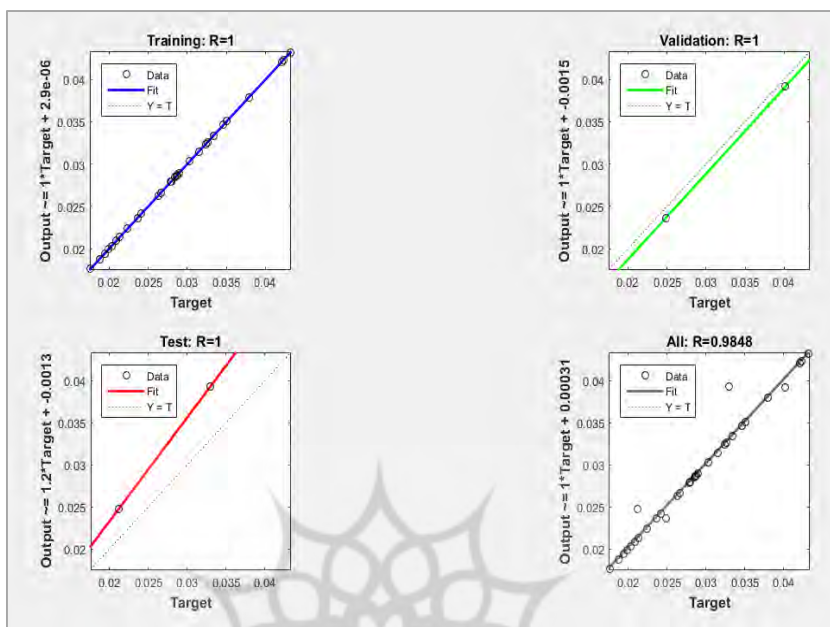 Training: R=1
Output ~= 1*Target + 2.9e-06
0.04
0.035
0.03
0.025
0.02
Data
Fit
Y = T
0.02 0.025 0.03 0.035 0.04
Target
Validation: R=1
Output ~= 1*Target + -0.0015
0.04
0.035
0.03
0.025
0.02
Data
Fit
Y = T
0.02 0.025 0.03 0.035 0.04
Target
Test: R=1
Output ~= 1.2*Target + -0.0013
0.04
0.035
0.03
0.025
0.02
Data
Fit
Y = T
0.02 0.025 0.03 0.035 0.04
Target
All: R=0.9848
Output ~= 1*Target + 0.00031
0.04
0.035
0.03
0.025
0.02
Data
Fit
Y = T
0.02 0.025 0.03 0.035 0.04
Target